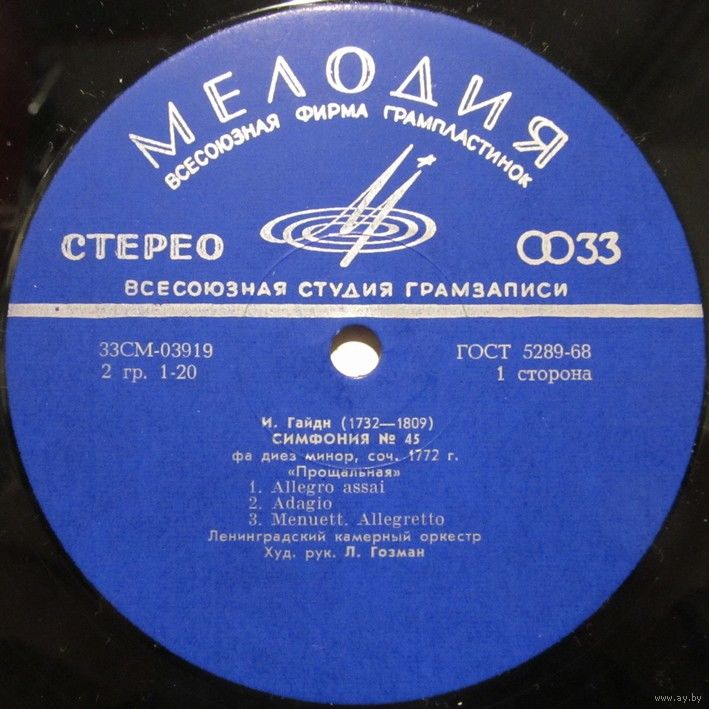 МЕЛОДИЯ
ВСЕСОЮЗНАЯ ФИРМА ГРАМПЛАСТИНОК
СТЕРЕО
33
ВСЕСОЮЗНАЯ СТУДИЯ ГРАМЗАПИСИ
33СМ-03919
ГОСТ 5289-68
2 гр. 1-20
1 сторона
И. Гайдн (1732—1809)
СИМФОНИЯ № 45
фа диез минор, соч. 1772 г.
«Прощальная»
1. Allegro assai
2. Adagio
3. Menuett. Allegretto
Ленинградский камерный оркестр
Худ. рук. Л. Гозман
www.ay.by